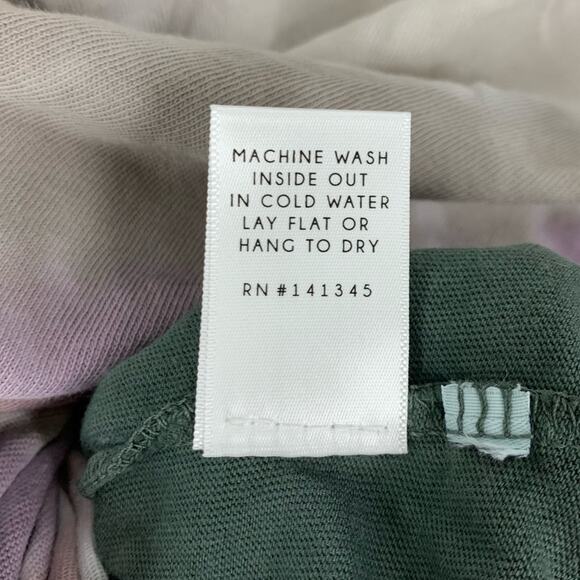 MACHINE WASH
INSIDE OUT
IN COLD WATER
LAY FLAT OR
HANG TO DRY
RN #141345